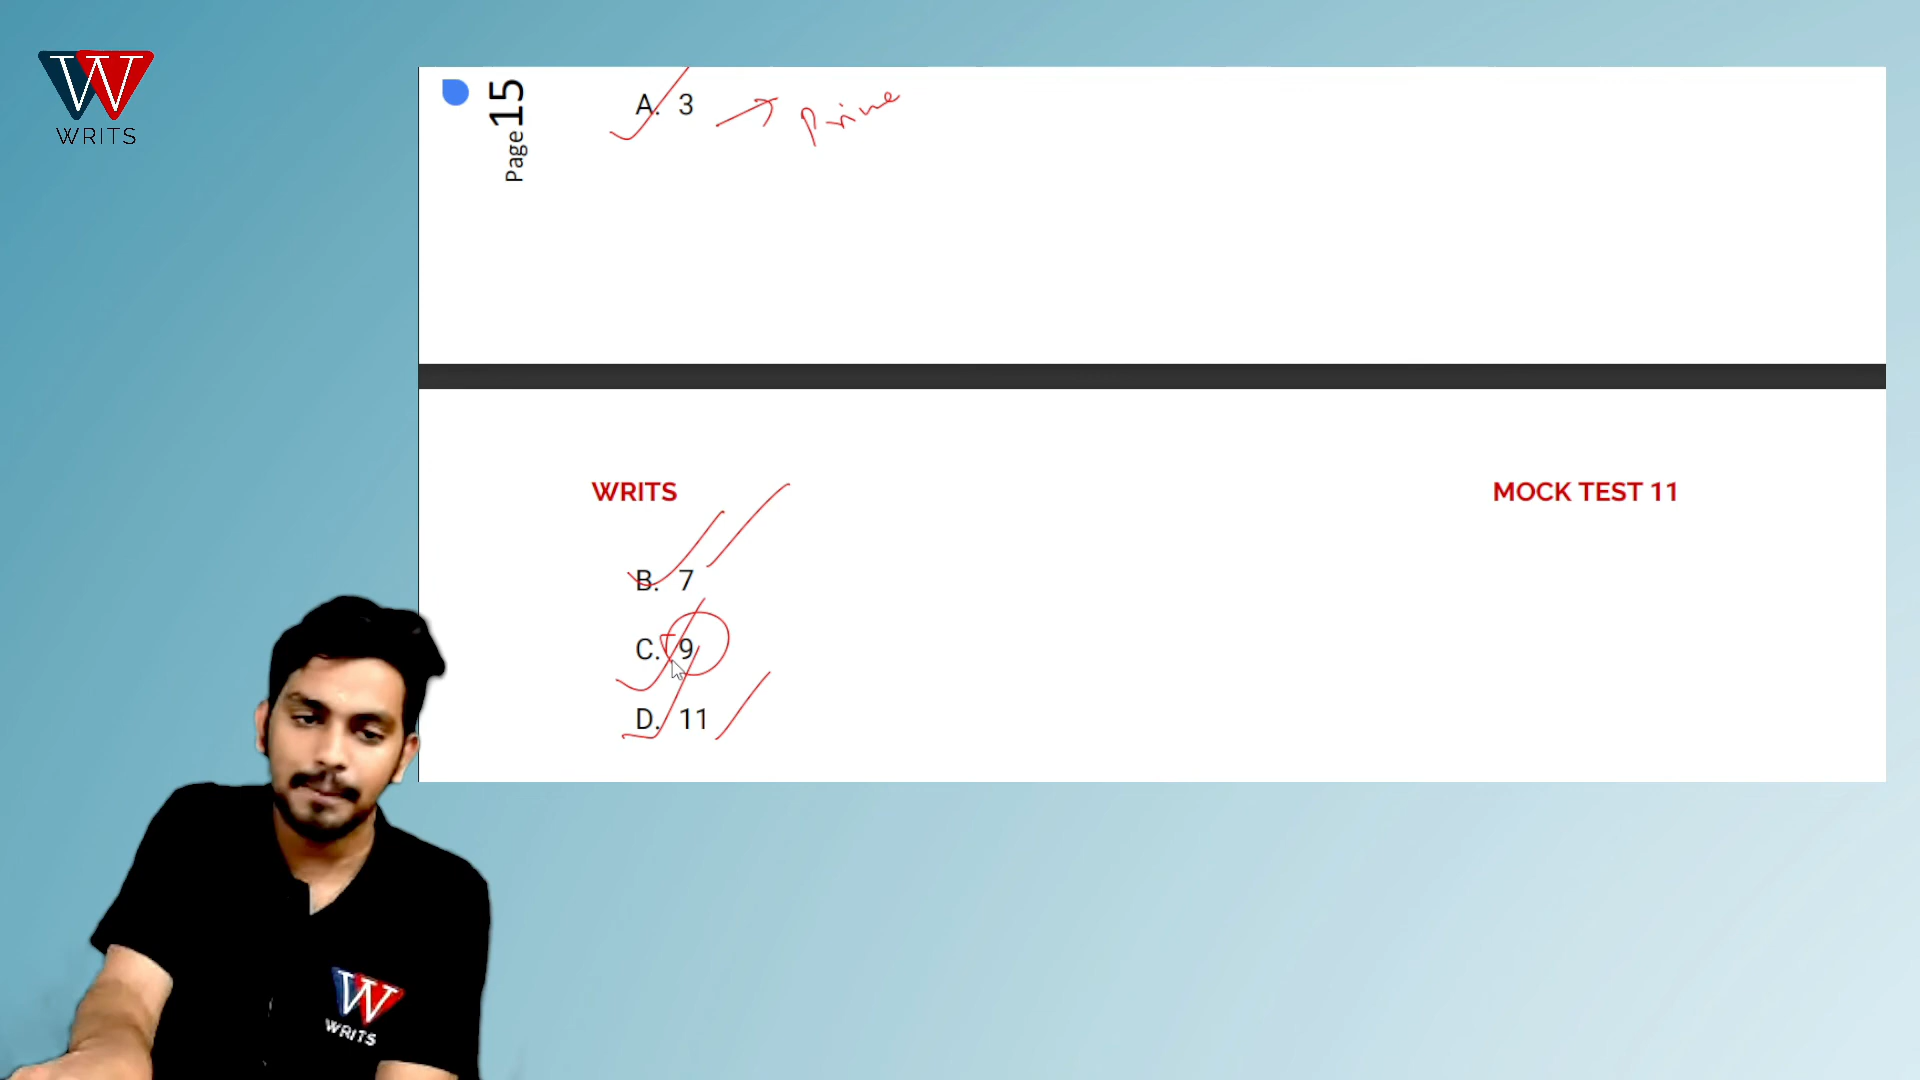 W
WRITS
Page 15
A. 3
Prime
WRITS
MOCK TEST 11
B. 7
C. 9
D. 11
W
WRITS